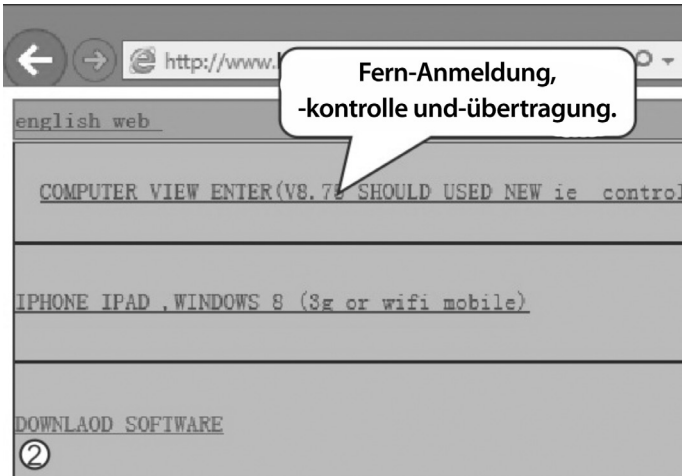 http://www.
Fern-Anmeldung,
-kontrolle und-übertragung.
english web
COMPUTER VIEW ENTER(V8. SHOULD USED NEW ie control
IPHONE IPAD ,WINDOWS 8 (3g or wifi mobile)
DOWNLAOD SOFTWARE
②